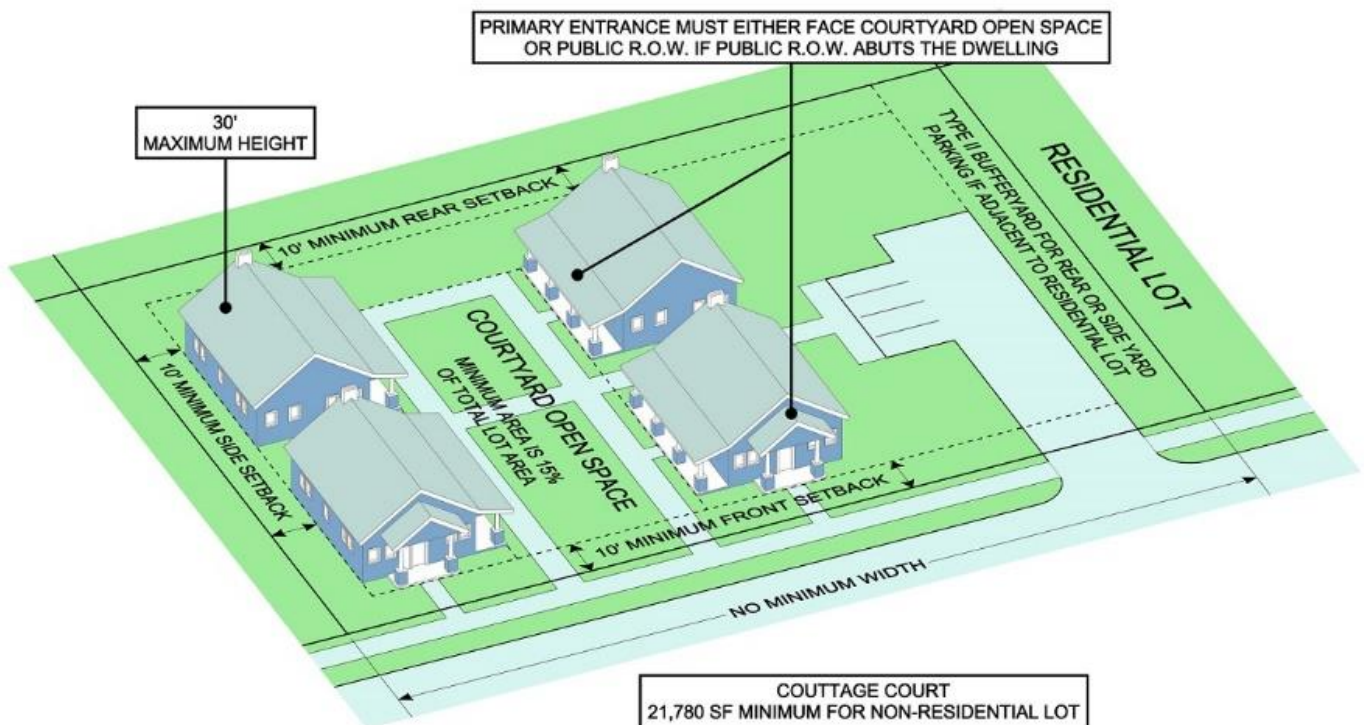 PRIMARY ENTRANCE MUST EITHER FACE COURTYARD OPEN SPACE
OR PUBLIC R.O.W. IF PUBLIC R.O.W. ABUTS THE DWELLING
30'
MAXIMUM HEIGHT
10' MINIMUM REAR SETBACK
TYPE II BUFFERYARD FOR REAR OR SIDE YARD
PARKING IF ADJACENT TO RESIDENTIAL LOT
RESIDENTIAL LOT
COURTYARD OPEN SPACE
MINIMUM AREA IS 15%
OF TOTAL LOT AREA
10' MINIMUM SIDE SETBACK
10' MINIMUM FRONT SETBACK
NO MINIMUM WIDTH
COUTTAGE COURT
21,780 SF MINIMUM FOR NON-RESIDENTIAL LOT